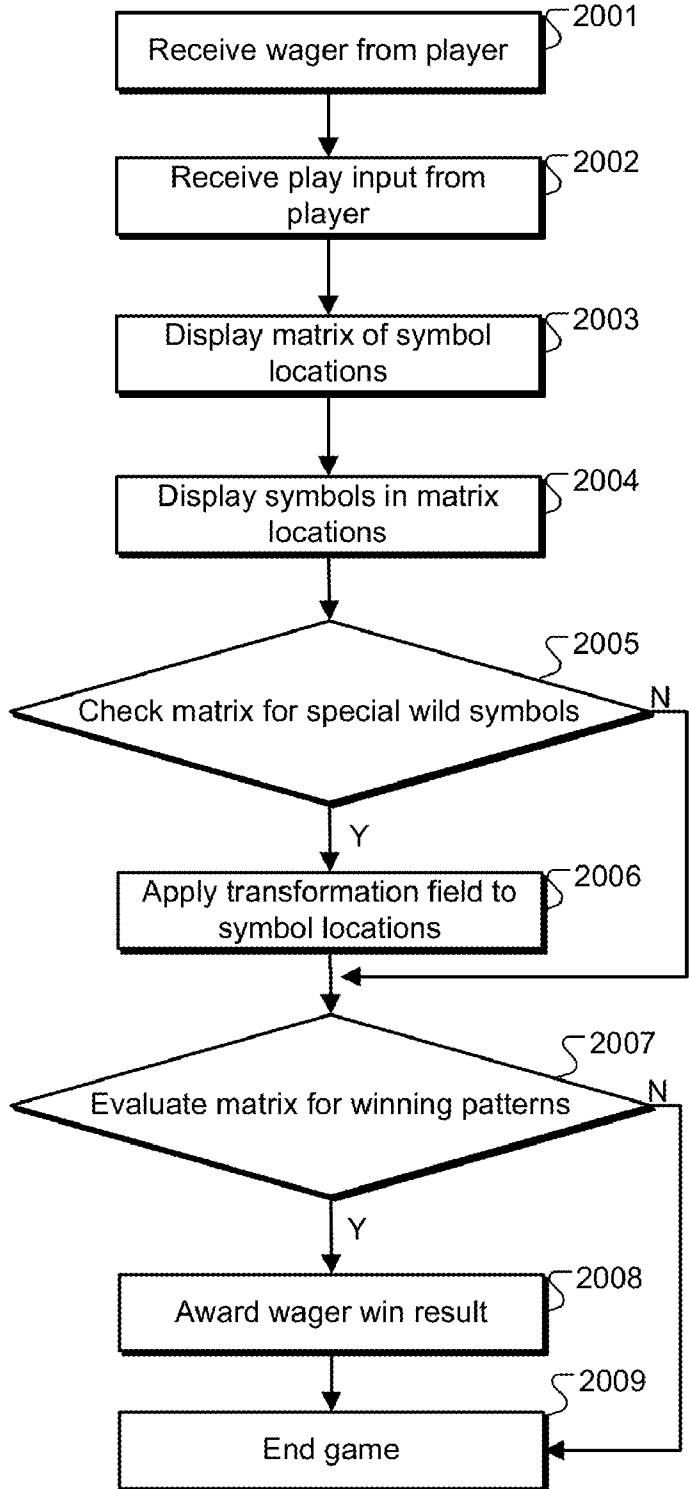 2001
Receive wager from player
2002
Receive play input from
player
2003
Display matrix of symbol
locations
2004
Display symbols in matrix
locations
2005
Check matrix for special wild symbols
N
Y
2006
Apply transformation field to
symbol locations
2007
Evaluate matrix for winning patterns
N
Y
2008
Award wager win result
2009
End game